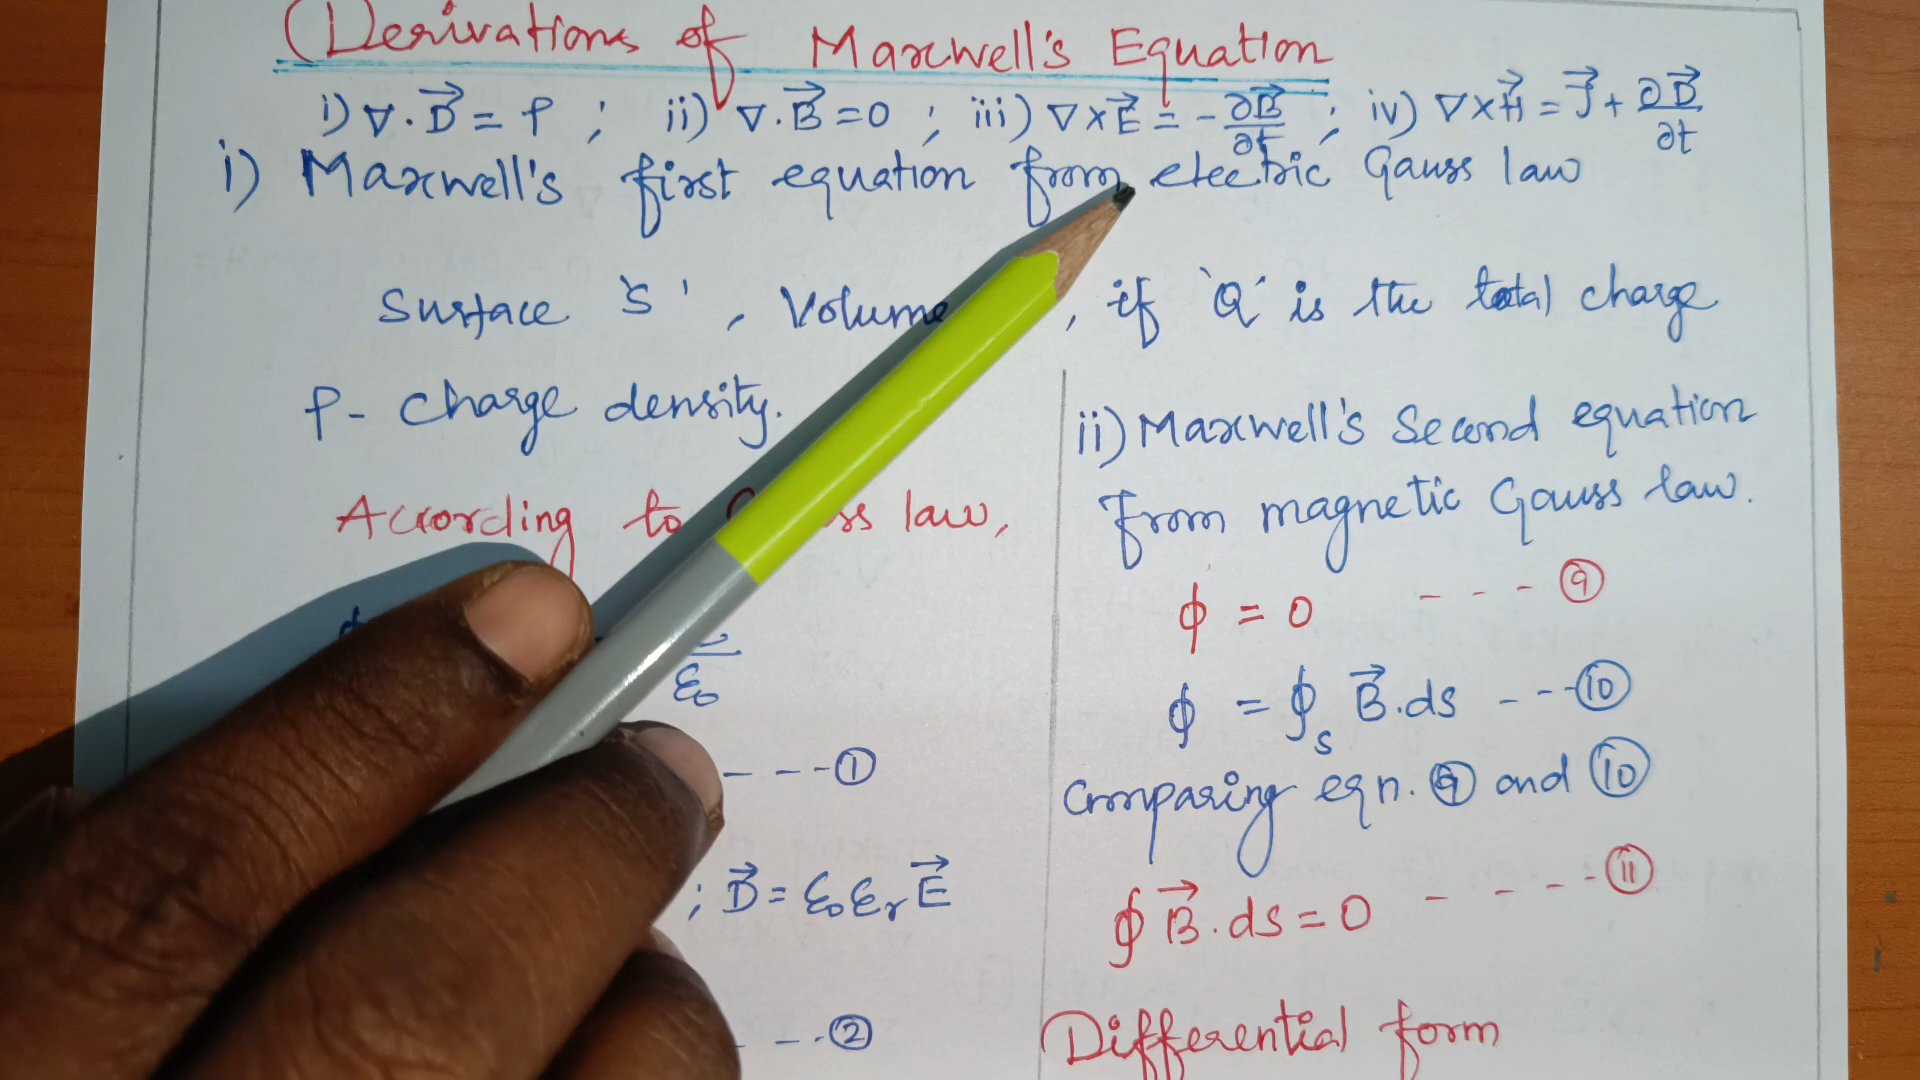 Derivations of Maxwell's Equation
i) ∇.D⃗ = ρ ; ii) ∇.B⃗ = 0 ; iii) ∇×E⃗ = - ∂B⃗/∂t ; iv) ∇×H⃗ = J⃗ + ∂D⃗/∂t
i) Maxwell's first equation from electric Gauss law
Surface 'S', Volume , if 'Q' is the total charge
ρ - charge density.
According to law,
ε₀
- - - ①
; D⃗ = ε₀εᵣE⃗
- - - ②
ii) Maxwell's Second equation
from magnetic Gauss law.
ϕ = 0 - - - ⑨
ϕ = ∮s B⃗.ds - - - ⑩
Comparing eqn. ⑨ and ⑩
∮ B⃗.ds = 0 - - - - ⑪
Differential form